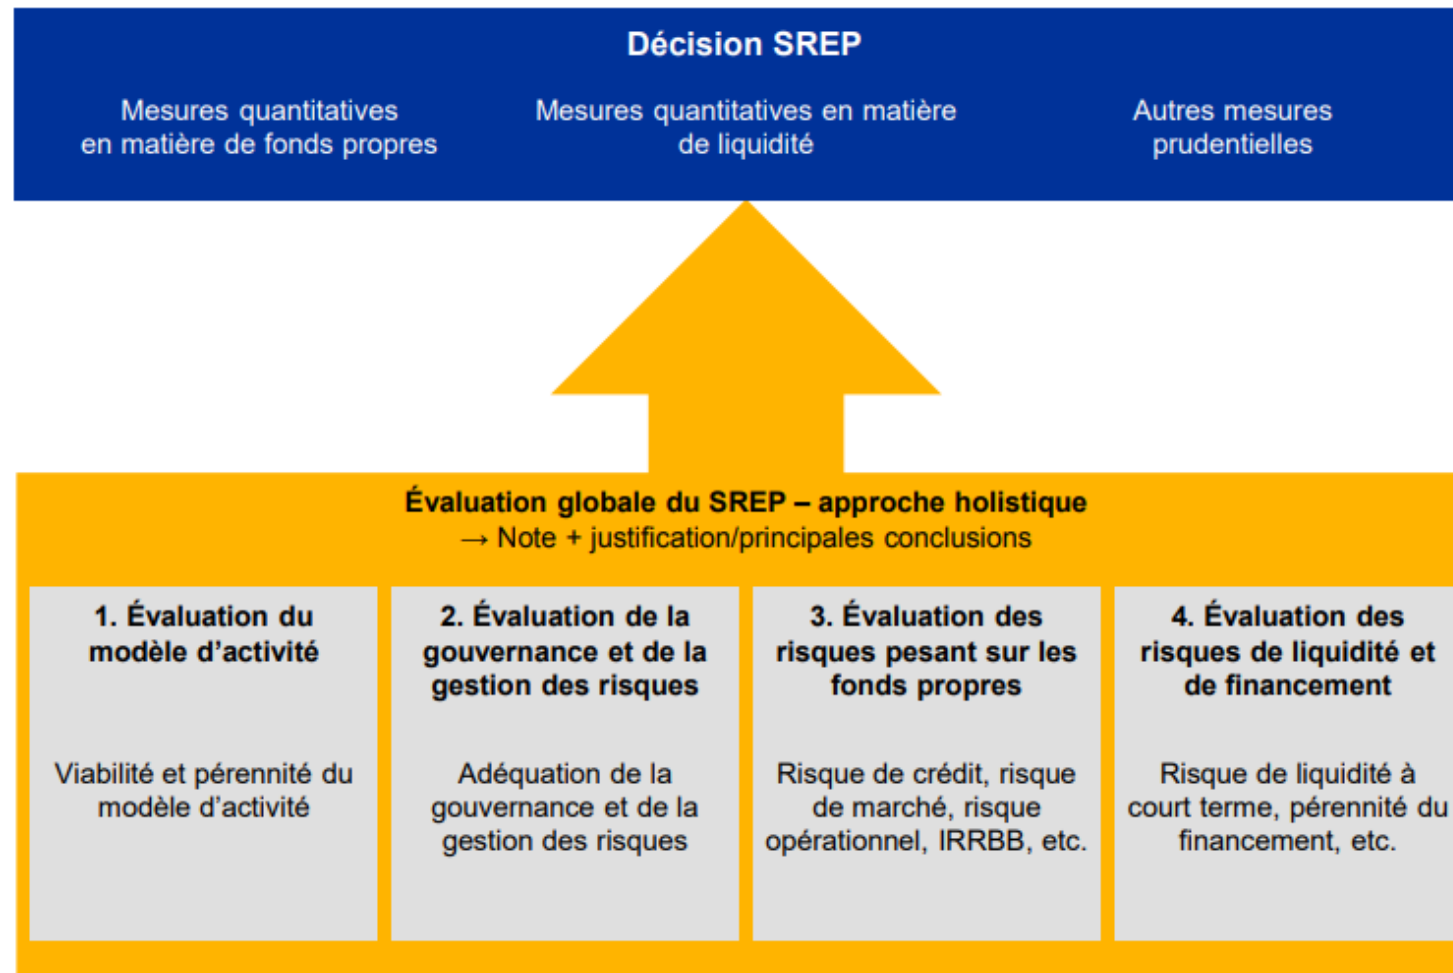 Décision SREP
Mesures quantitatives
en matière de fonds propres
Mesures quantitatives en matière
de liquidité
Autres mesures
prudentielles
Évaluation globale du SREP – approche holistique
→ Note + justification/principales conclusions
1. Évaluation du
modèle d’activité
Viabilité et pérennité du
modèle d’activité
2. Évaluation de la
gouvernance et de la
gestion des risques
Adéquation de la
gouvernance et de la
gestion des risques
3. Évaluation des
risques pesant sur les
fonds propres
Risque de crédit, risque
de marché, risque
opérationnel, IRRBB, etc.
4. Évaluation des
risques de liquidité et
de financement
Risque de liquidité à
court terme, pérennité du
financement, etc.